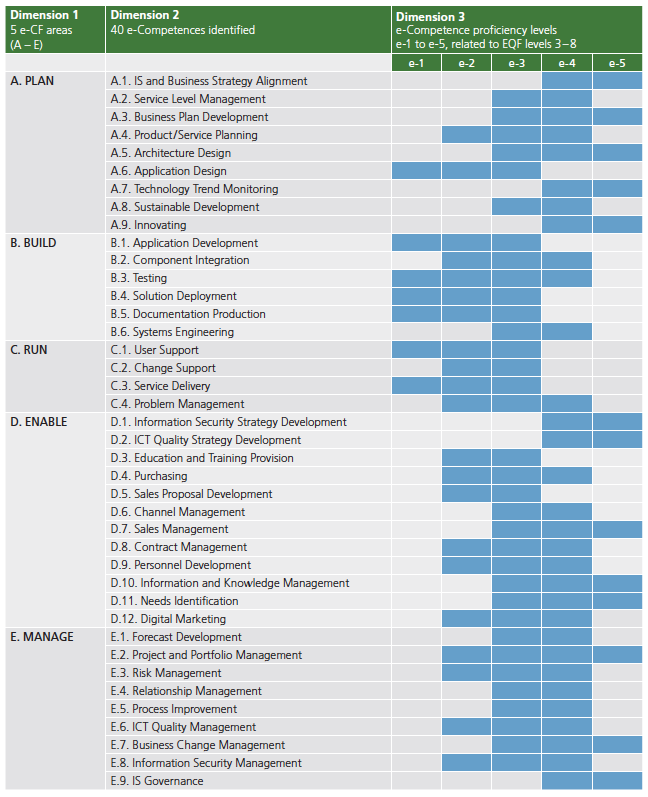 Dimension 1
5 e-CF areas
(A – E)
Dimension 2
40 e-Competences identified
Dimension 3
e-Competence proficiency levels
e-1 to e-5, related to EQF levels 3–8
e-1 e-2 e-3 e-4 e-5
A. PLAN
A.1. IS and Business Strategy Alignment
A.2. Service Level Management
A.3. Business Plan Development
A.4. Product/Service Planning
A.5. Architecture Design
A.6. Application Design
A.7. Technology Trend Monitoring
A.8. Sustainable Development
A.9. Innovating
B. BUILD
B.1. Application Development
B.2. Component Integration
B.3. Testing
B.4. Solution Deployment
B.5. Documentation Production
B.6. Systems Engineering
C. RUN
C.1. User Support
C.2. Change Support
C.3. Service Delivery
C.4. Problem Management
D. ENABLE
D.1. Information Security Strategy Development
D.2. ICT Quality Strategy Development
D.3. Education and Training Provision
D.4. Purchasing
D.5. Sales Proposal Development
D.6. Channel Management
D.7. Sales Management
D.8. Contract Management
D.9. Personnel Development
D.10. Information and Knowledge Management
D.11. Needs Identification
D.12. Digital Marketing
E. MANAGE
E.1. Forecast Development
E.2. Project and Portfolio Management
E.3. Risk Management
E.4. Relationship Management
E.5. Process Improvement
E.6. ICT Quality Management
E.7. Business Change Management
E.8. Information Security Management
E.9. IS Governance